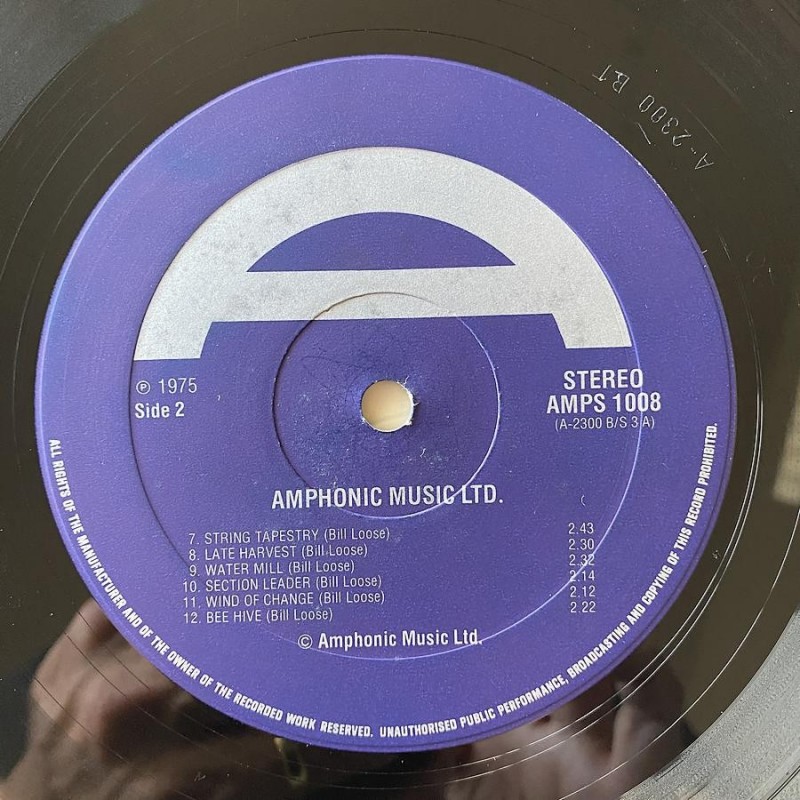 A-2300 B1
℗ 1975
Side 2
STEREO
AMPS 1008
(A-2300 B/S 3 A)
AMPHONIC MUSIC LTD.
7. STRING TAPESTRY (Bill Loose) 2.43
8. LATE HARVEST (Bill Loose) 2.30
9. WATER MILL (Bill Loose) 2.32
10. SECTION LEADER (Bill Loose) 2.14
11. WIND OF CHANGE (Bill Loose) 2.12
12. BEE HIVE (Bill Loose) 2.22
© Amphonic Music Ltd.
ALL RIGHTS OF THE MANUFACTURER AND OF THE OWNER OF THE RECORDED WORK RESERVED. UNAUTHORISED PUBLIC PERFORMANCE, BROADCASTING AND COPYING OF THIS RECORD PROHIBITED.